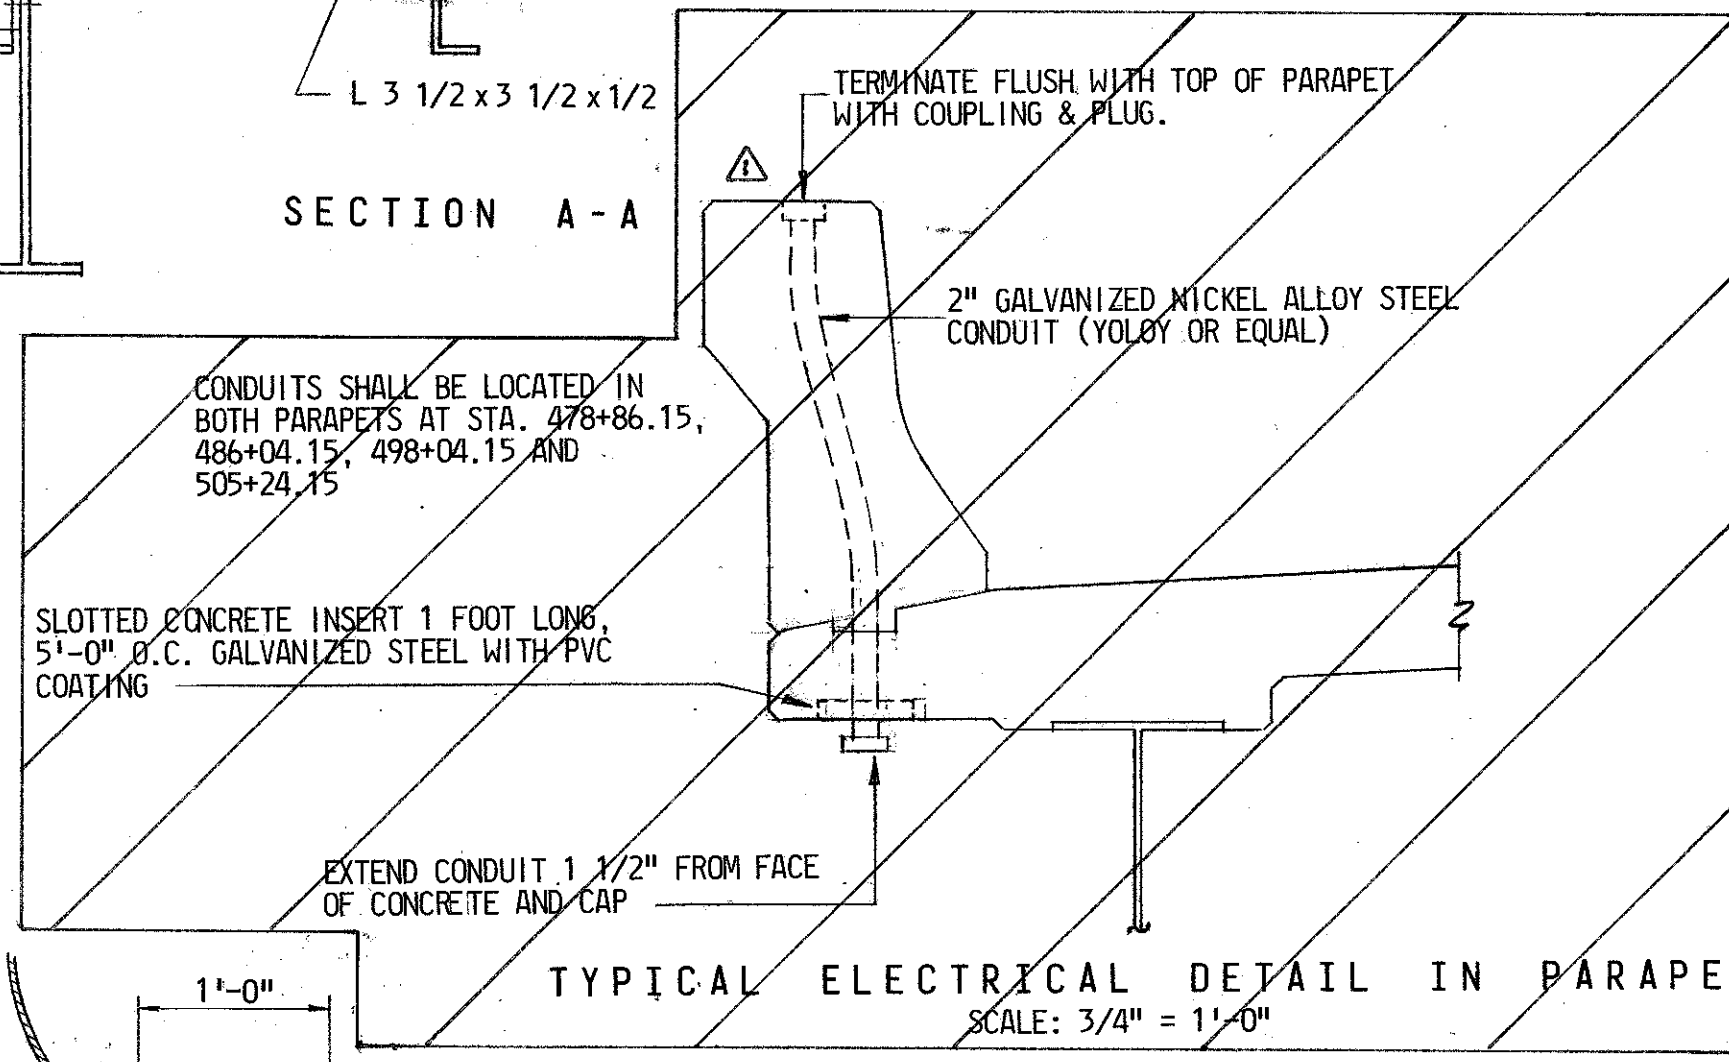 L 3 1/2 x 3 1/2 x 1/2
SECTION A-A
TERMINATE FLUSH WITH TOP OF PARAPET
WITH COUPLING & PLUG.
1
2" GALVANIZED NICKEL ALLOY STEEL
CONDUIT (YOLOY OR EQUAL)
CONDUITS SHALL BE LOCATED IN
BOTH PARAPETS AT STA. 478+86.15,
486+04.15, 498+04.15 AND
505+24.15
SLOTTED CONCRETE INSERT 1 FOOT LONG,
5'-0" O.C. GALVANIZED STEEL WITH PVC
COATING
EXTEND CONDUIT 1 1/2" FROM FACE
OF CONCRETE AND CAP
TYPICAL ELECTRICAL DETAIL IN PARAPE
SCALE: 3/4" = 1'-0"
1'-0"